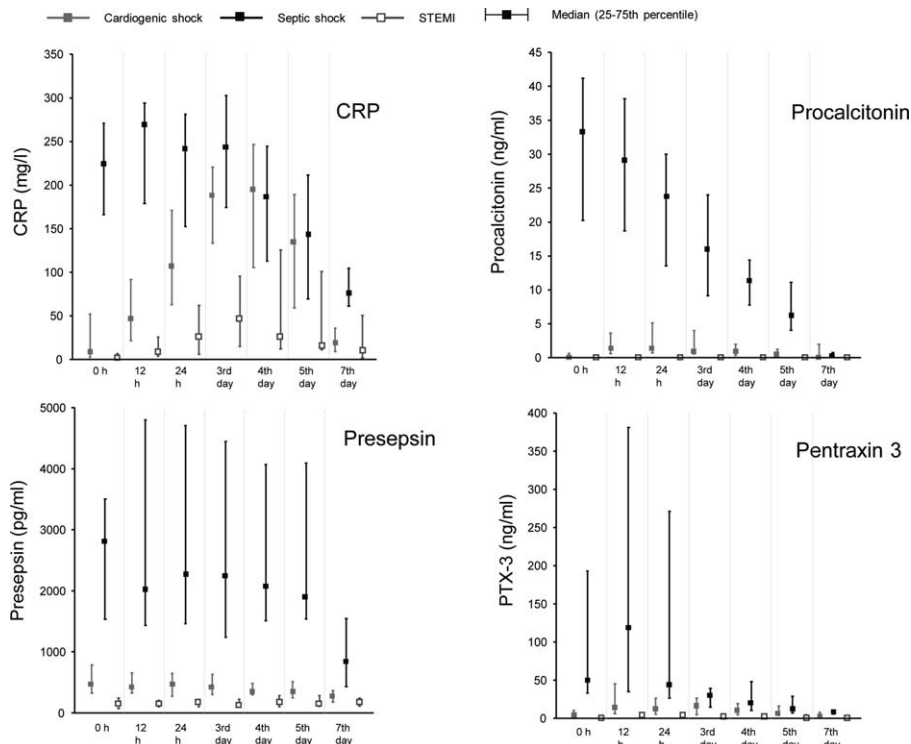 Cardiogenic shock Septic shock STEMI Median (25-75th percentile)
CRP
CRP (mg/l)
350
300
250
200
150
100
50
0
0 h 12 h 24 h 3rd day 4th day 5th day 7th day
Procalcitonin
Procalcitonin (ng/ml)
45
40
35
30
25
20
15
10
5
0
0 h 12 h 24 h 3rd day 4th day 5th day 7th day
Presepsin
Presepsin (pg/ml)
5000
4000
3000
2000
1000
0
0 h 12 h 24 h 3rd day 4th day 5th day 7th day
Pentraxin 3
PTX-3 (ng/ml)
400
350
300
250
200
150
100
50
0
0 h 12 h 24 h 3rd day 4th day 5th day 7th day